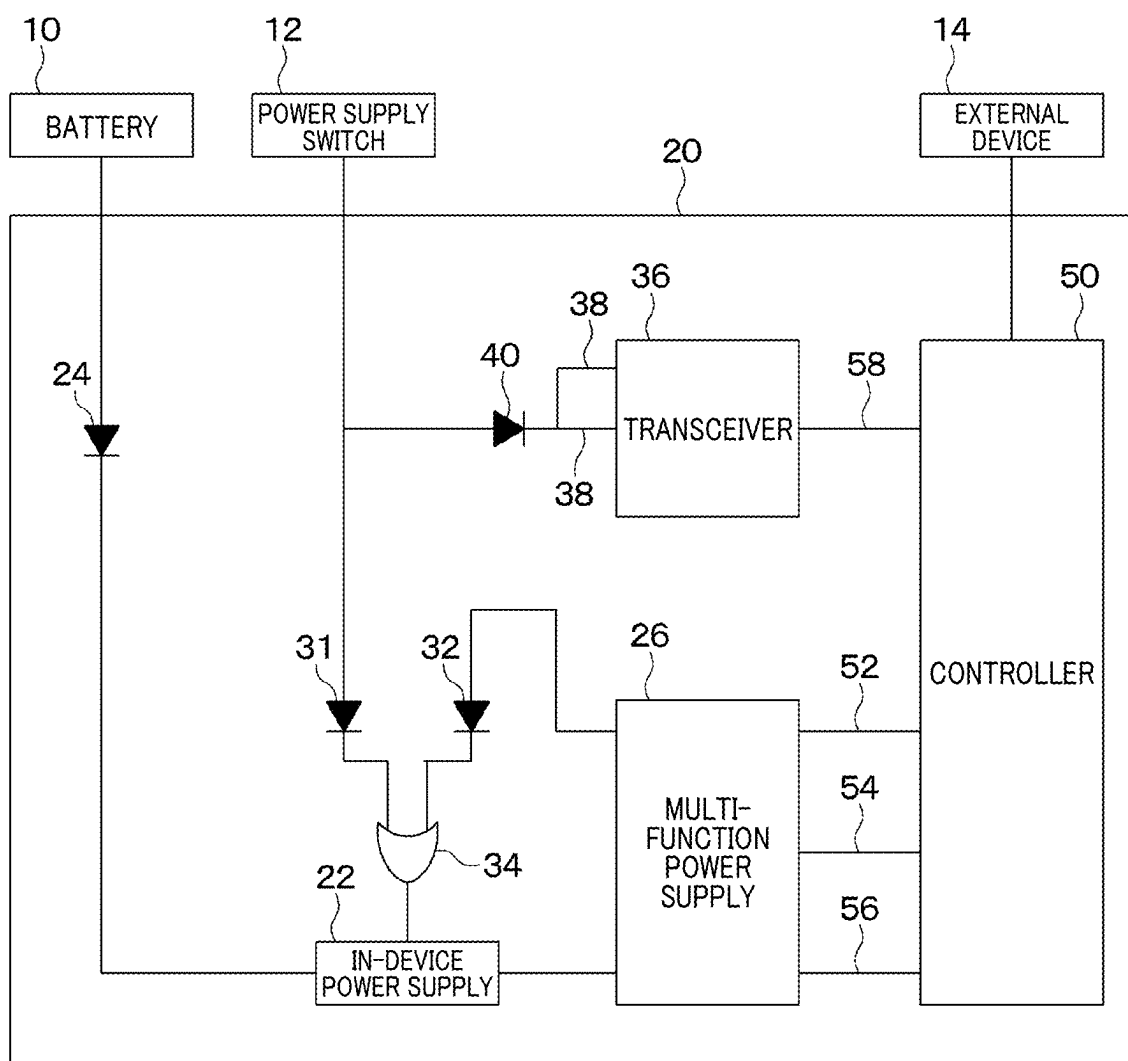 10
12
14
BATTERY
POWER SUPPLY
SWITCH
EXTERNAL
DEVICE
20
36
50
38
40
58
24
TRANSCEIVER
38
31
32
26
52
CONTROLLER
54
MULTI-
FUNCTION
POWER
SUPPLY
34
22
56
IN-DEVICE
POWER SUPPLY